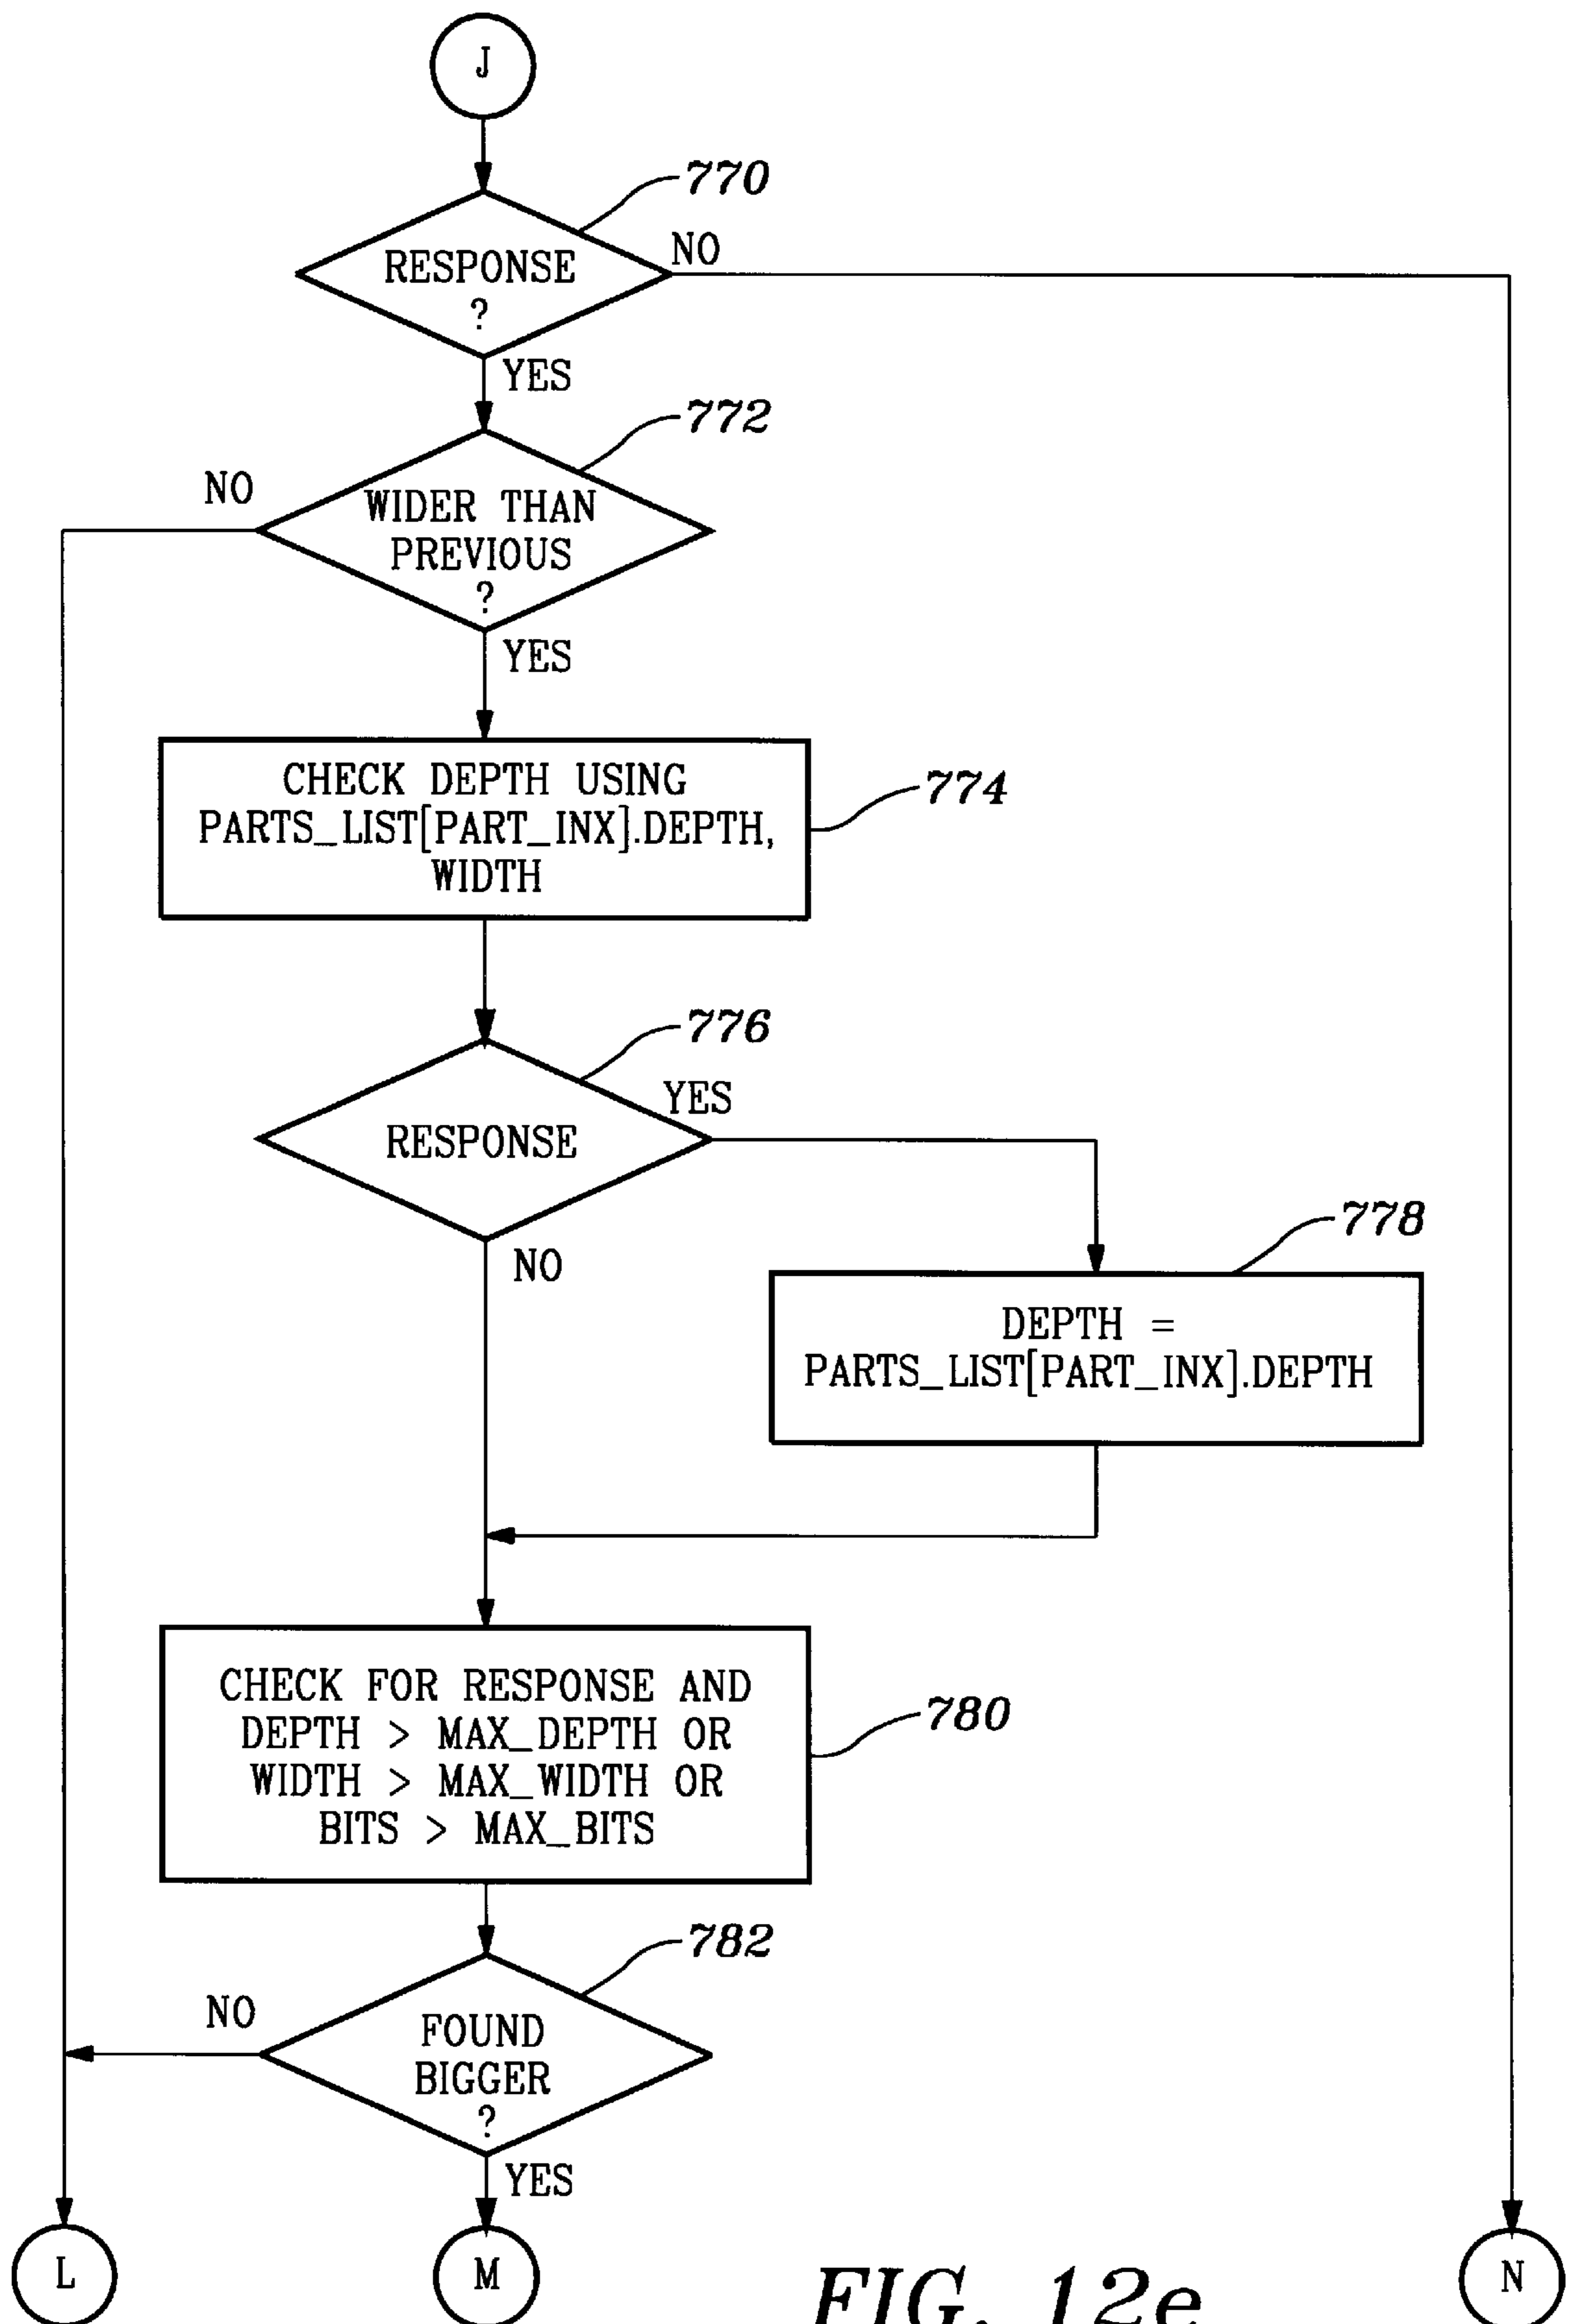 J
770
RESPONSE
?
NO
YES
772
NO
WIDER THAN
PREVIOUS
?
YES
CHECK DEPTH USING
PARTS_LIST[PART_INX].DEPTH,
WIDTH
774
776
YES
RESPONSE
NO
778
DEPTH =
PARTS_LIST[PART_INX].DEPTH
CHECK FOR RESPONSE AND
DEPTH > MAX_DEPTH OR
WIDTH > MAX_WIDTH OR
BITS > MAX_BITS
780
782
NO
FOUND
BIGGER
?
YES
L
M
N
FIG. 12e